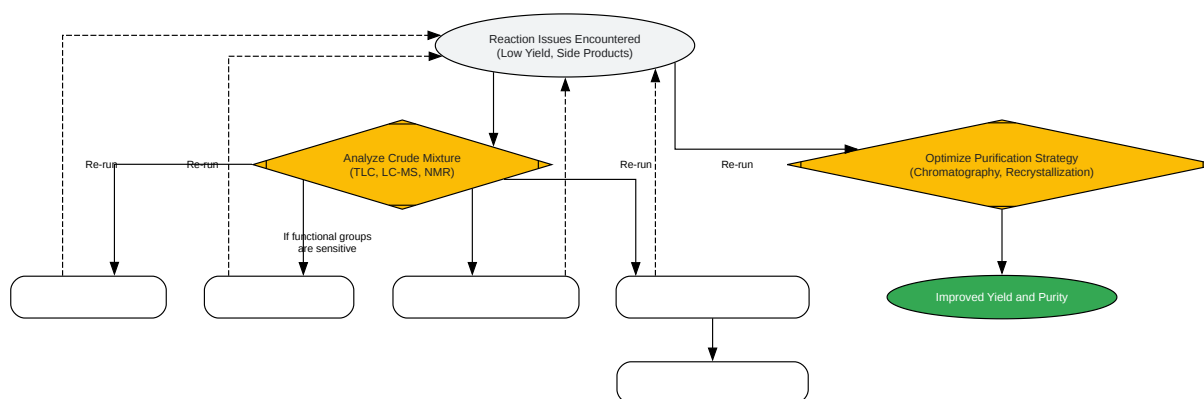 Reaction Issues Encountered
(Low Yield, Side Products)
Analyze Crude Mixture
(TLC, LC-MS, NMR)
Optimize Purification Strategy
(Chromatography, Recrystallization)
Re-run
Re-run
Re-run
Re-run
If functional groups
are sensitive
Improved Yield and Purity